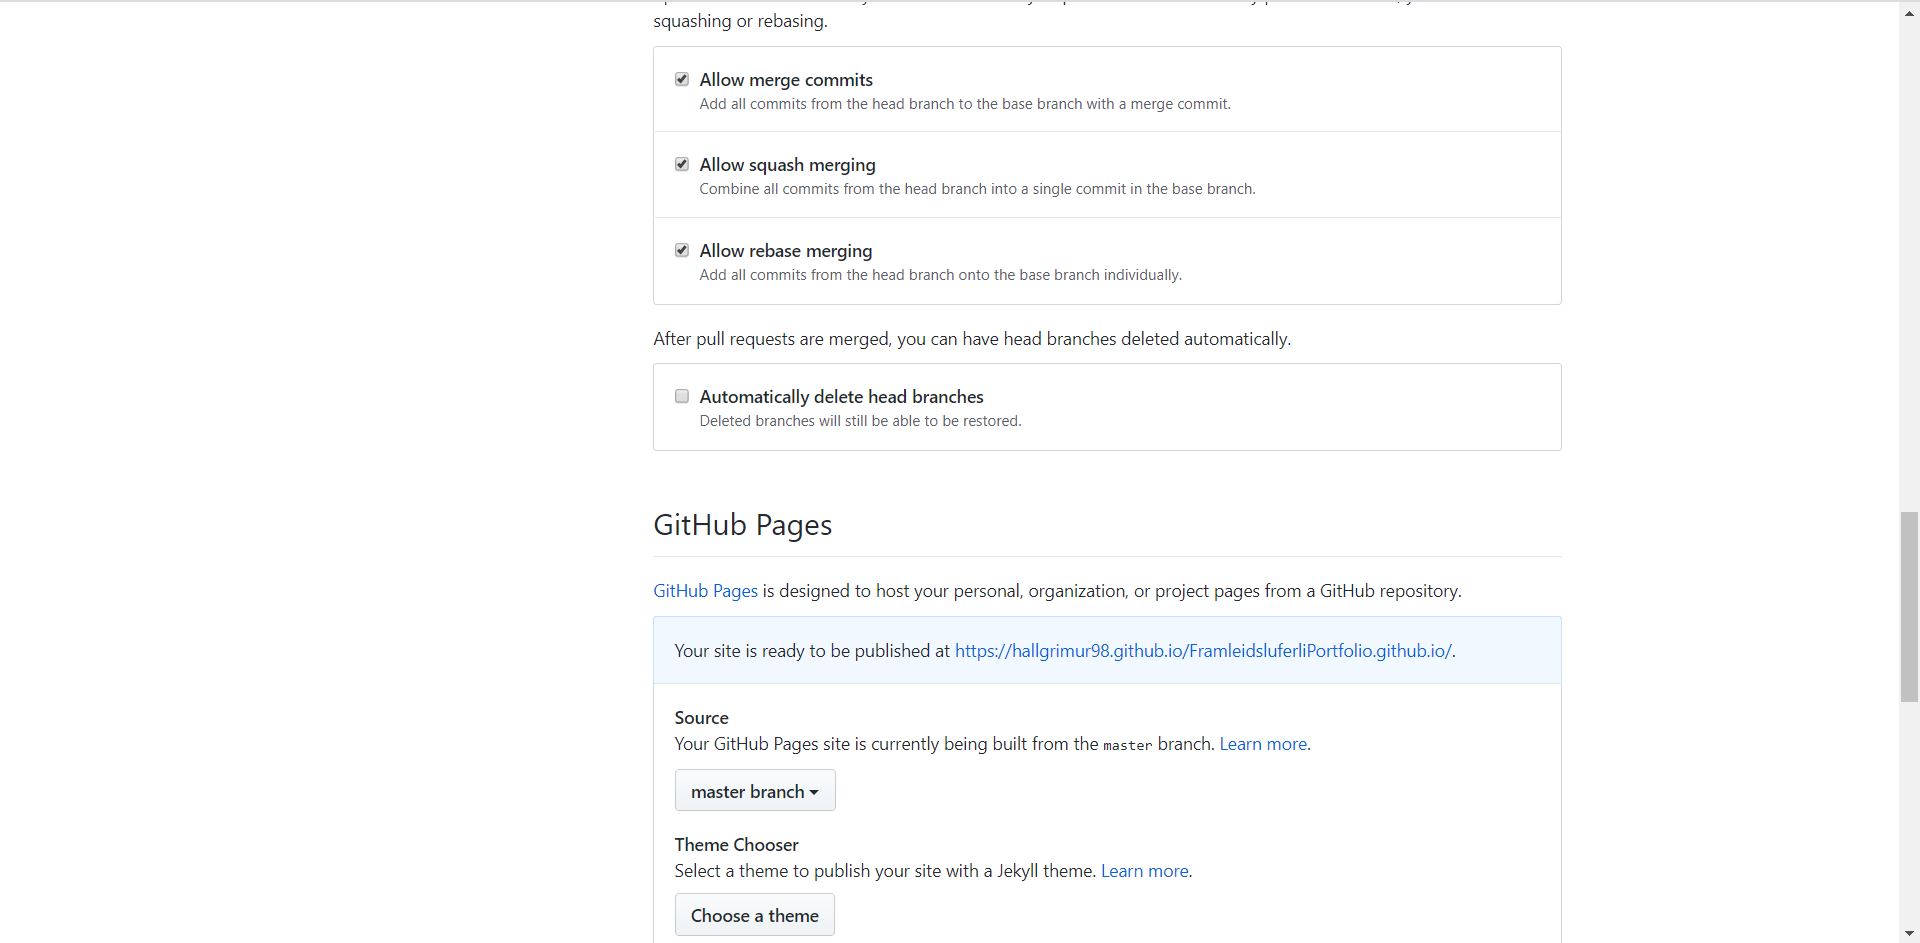 squashing or rebasing.
Allow merge commits
Add all commits from the head branch to the base branch with a merge commit.
Allow squash merging
Combine all commits from the head branch into a single commit in the base branch.
Allow rebase merging
Add all commits from the head branch onto the base branch individually.
After pull requests are merged, you can have head branches deleted automatically.
Automatically delete head branches
Deleted branches will still be able to be restored.
GitHub Pages
GitHub Pages is designed to host your personal, organization, or project pages from a GitHub repository.
Your site is ready to be published at https://hallgrimur98.github.io/FramleidsluferliPortfolio.github.io/.
Source
Your GitHub Pages site is currently being built from the master branch. Learn more.
master branch
Theme Chooser
Select a theme to publish your site with a Jekyll theme. Learn more.
Choose a theme